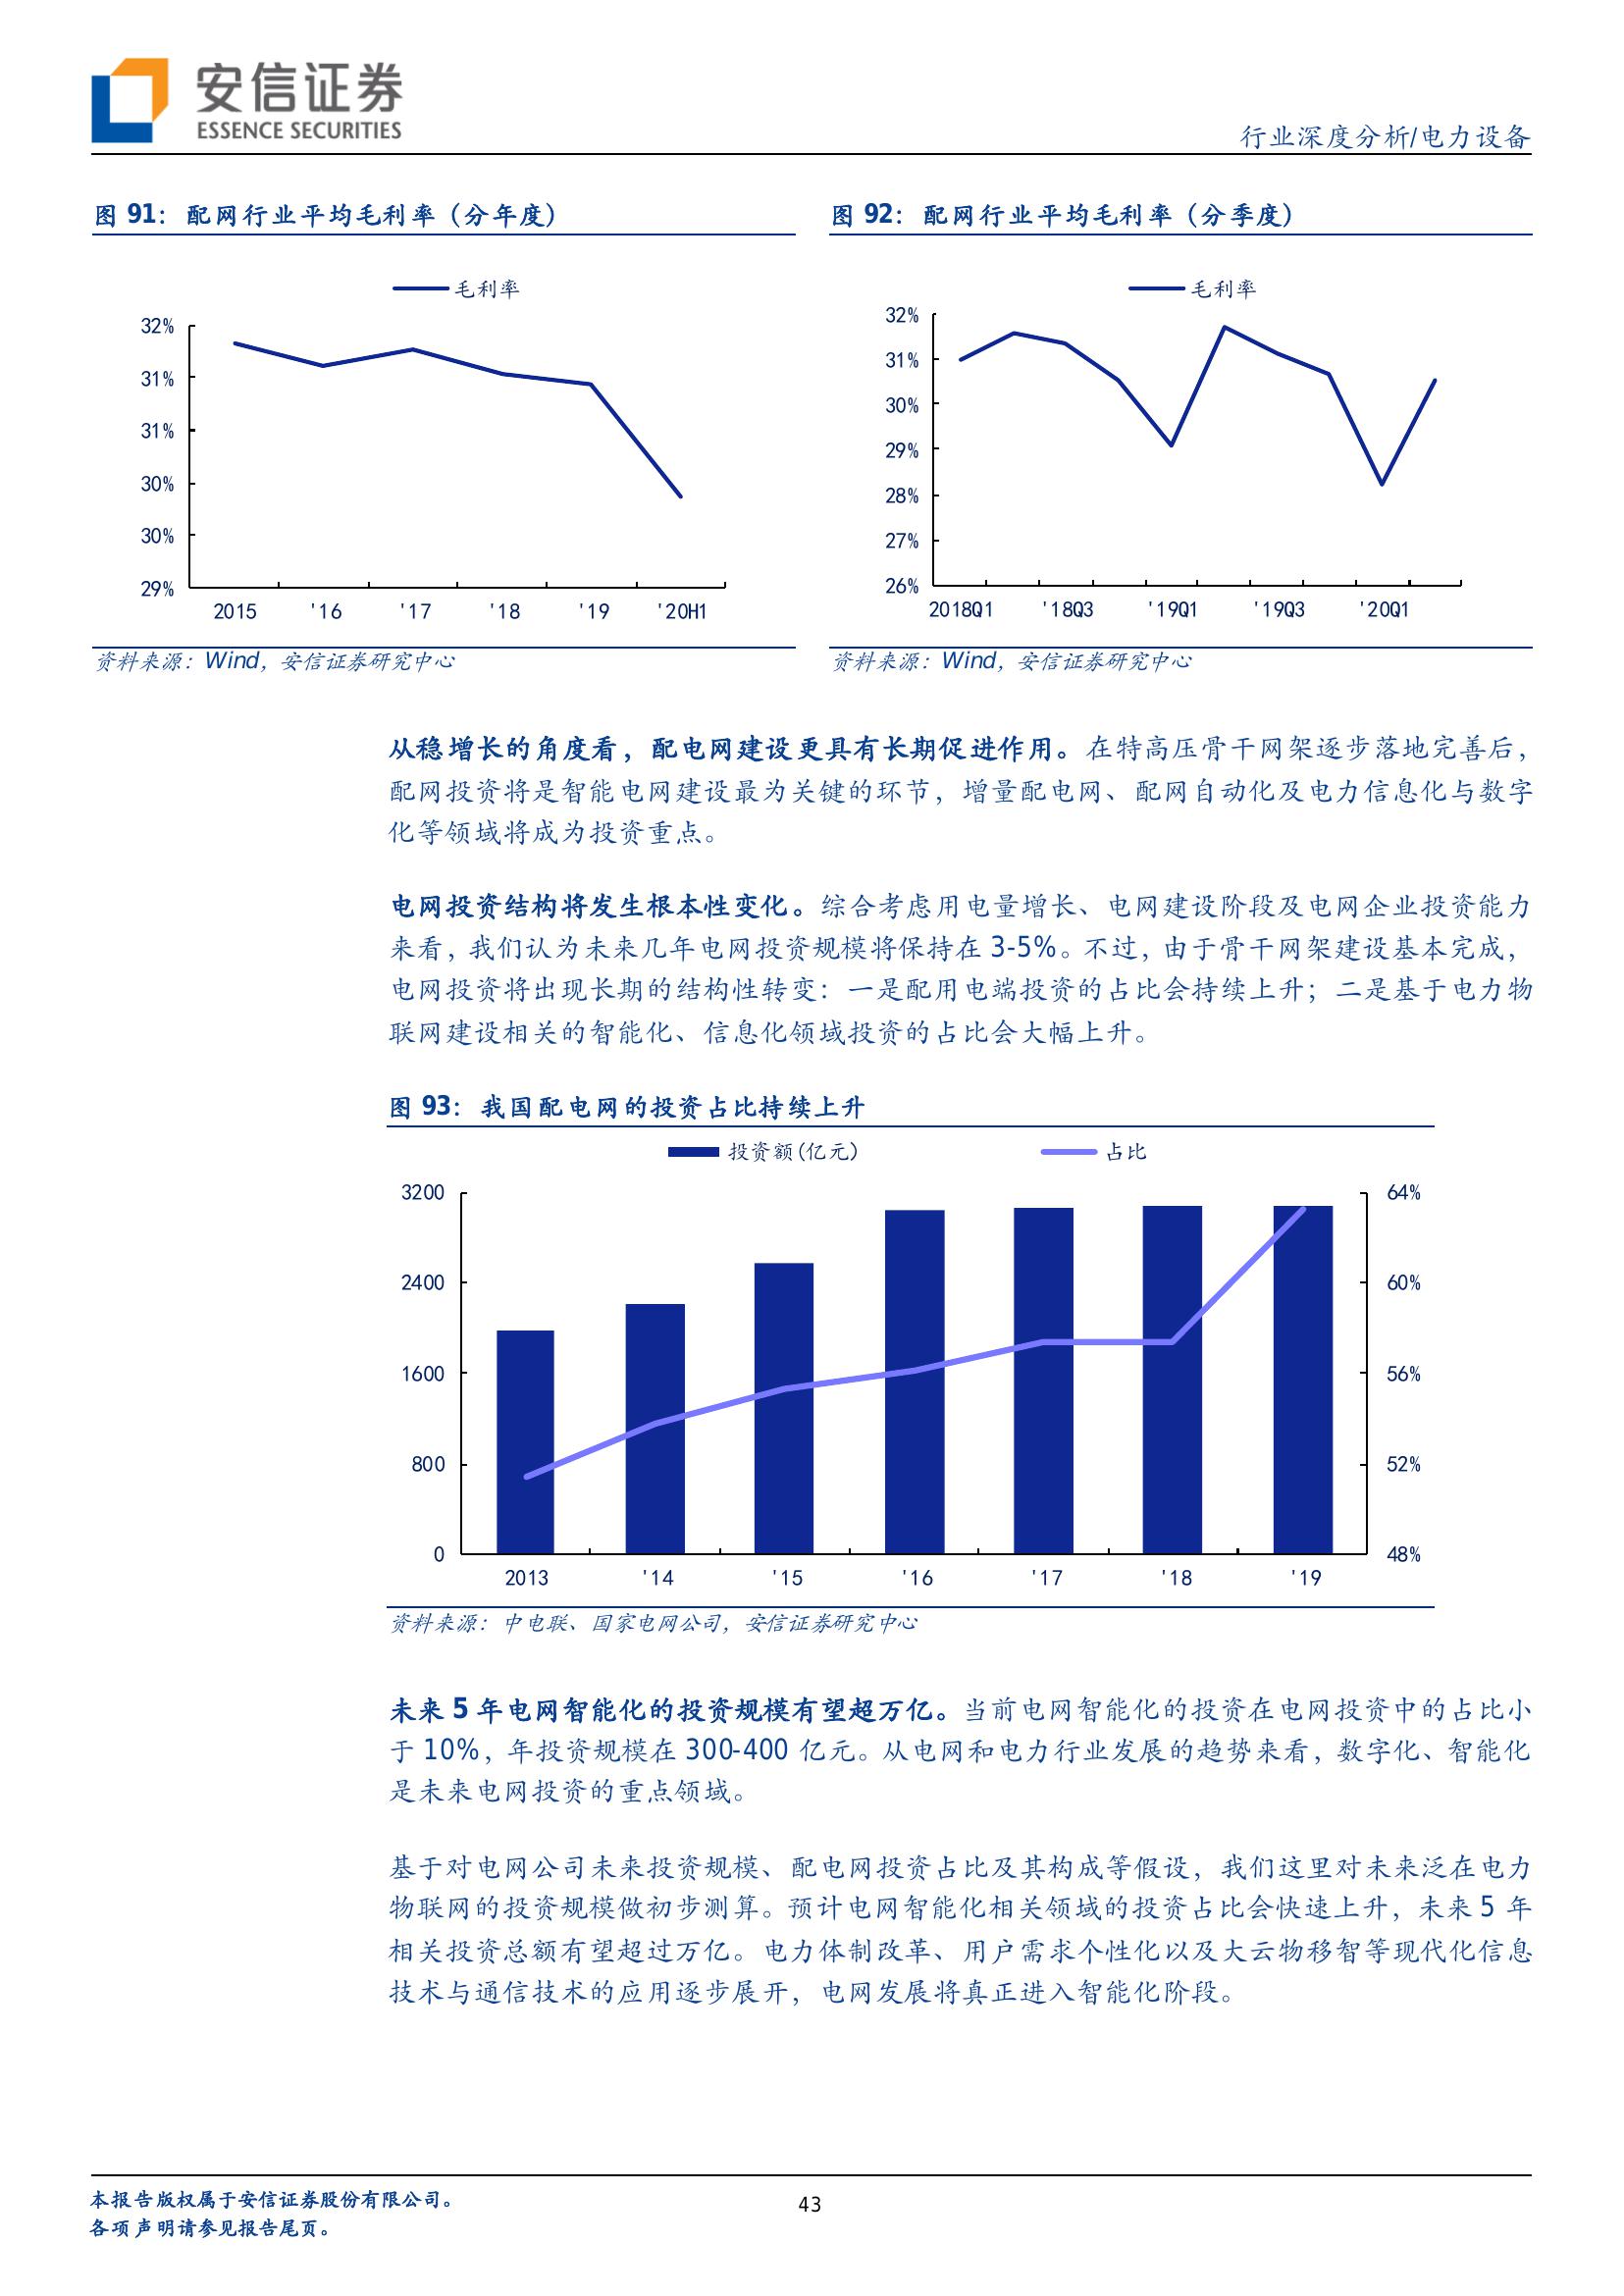 安信证券
ESSENCE SECURITIES
行业深度分析/电力设备
图 91：配网行业平均毛利率（分年度）
毛利率
32%
31%
31%
30%
30%
29%
2015 '16 '17 '18 '19 '20H1
资料来源：Wind，安信证券研究中心
图 92：配网行业平均毛利率（分季度）
毛利率
32%
31%
30%
29%
28%
27%
26%
2018Q1 '18Q3 '19Q1 '19Q3 '20Q1
资料来源：Wind，安信证券研究中心
从稳增长的角度看，配电网建设更具有长期促进作用。在特高压骨干网架逐步落地完善后，
配网投资将是智能电网建设最为关键的环节，增量配电网、配网自动化及电力信息化与数字
化等领域将成为投资重点。
电网投资结构将发生根本性变化。综合考虑用电量增长、电网建设阶段及电网企业投资能力
来看，我们认为未来几年电网投资规模将保持在 3-5%。不过，由于骨干网架建设基本完成，
电网投资将出现长期的结构性转变：一是配用电端投资的占比会持续上升；二是基于电力物
联网建设相关的智能化、信息化领域投资的占比会大幅上升。
图 93：我国配电网的投资占比持续上升
投资额(亿元) 占比
3200
2400
1600
800
0
64%
60%
56%
52%
48%
2013 '14 '15 '16 '17 '18 '19
资料来源：中电联、国家电网公司，安信证券研究中心
未来 5 年电网智能化的投资规模有望超万亿。当前电网智能化的投资在电网投资中的占比小
于 10%，年投资规模在 300-400 亿元。从电网和电力行业发展的趋势来看，数字化、智能化
是未来电网投资的重点领域。
基于对电网公司未来投资规模、配电网投资占比及其构成等假设，我们这里对未来泛在电力
物联网的投资规模做初步测算。预计电网智能化相关领域的投资占比会快速上升，未来 5 年
相关投资总额有望超过万亿。电力体制改革、用户需求个性化以及大云物移智等现代化信息
技术与通信技术的应用逐步展开，电网发展将真正进入智能化阶段。
本报告版权属于安信证券股份有限公司。
各项声明请参见报告尾页。
43